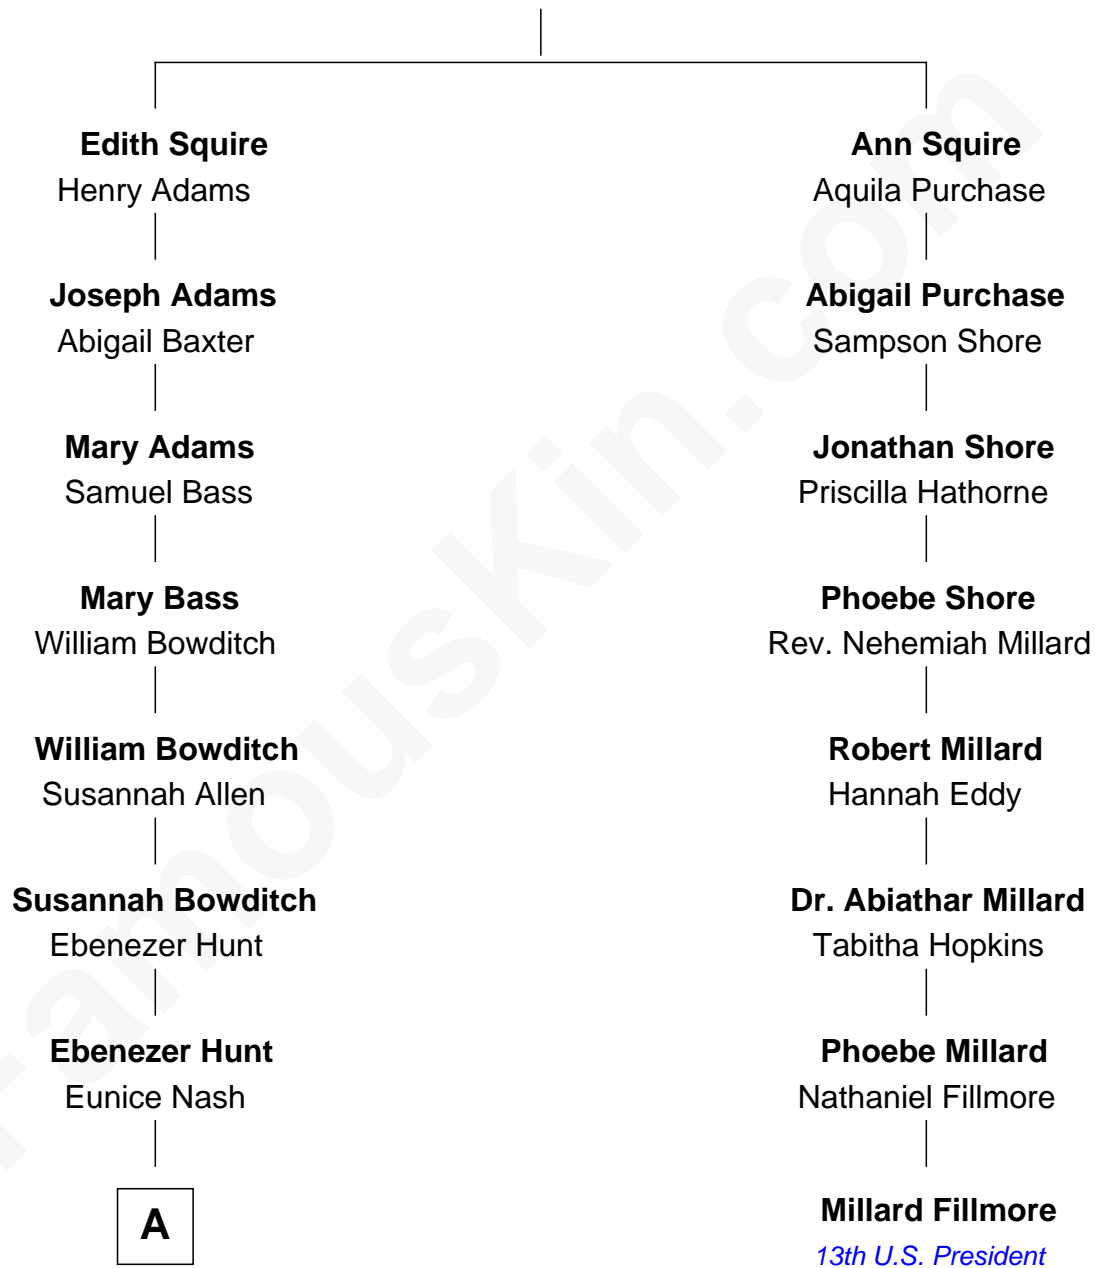 Edith Squire
Henry Adams
Joseph Adams
Abigail Baxter
Mary Adams
Samuel Bass
Mary Bass
William Bowditch
William Bowditch
Susannah Allen
Susannah Bowditch
Ebenezer Hunt
Ebenezer Hunt
Eunice Nash
A
Ann Squire
Aquila Purchase
Abigail Purchase
Sampson Shore
Jonathan Shore
Priscilla Hathorne
Phoebe Shore
Rev. Nehemiah Millard
Robert Millard
Hannah Eddy
Dr. Abiathar Millard
Tabitha Hopkins
Phoebe Millard
Nathaniel Fillmore
Millard Fillmore
13th U.S. President
FamousKin.com